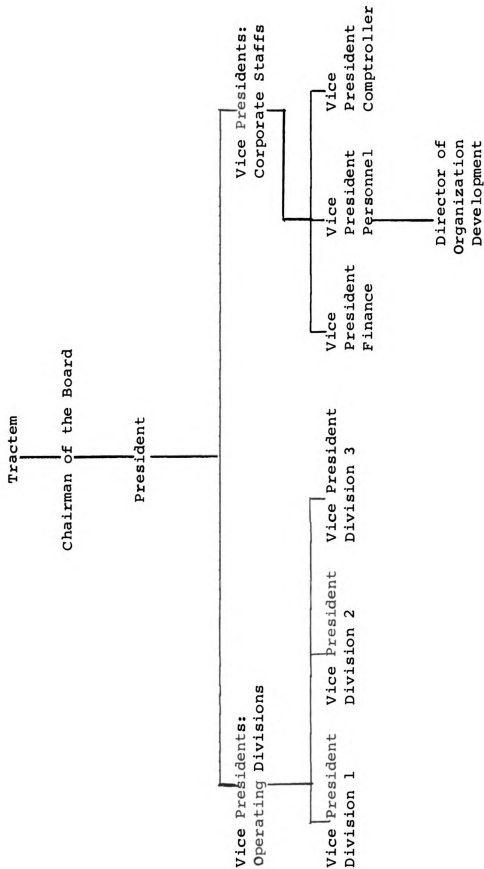 Tractem
Chairman of the Board
President
Vice Presidents:
Operating Divisions
Vice Presidents:
Corporate Staffs
Vice President
Division 1
Vice President
Division 2
Vice President
Division 3
Vice
President
Finance
Vice
President
Personnel
Vice
President
Comptroller
Director of
Organization
Development